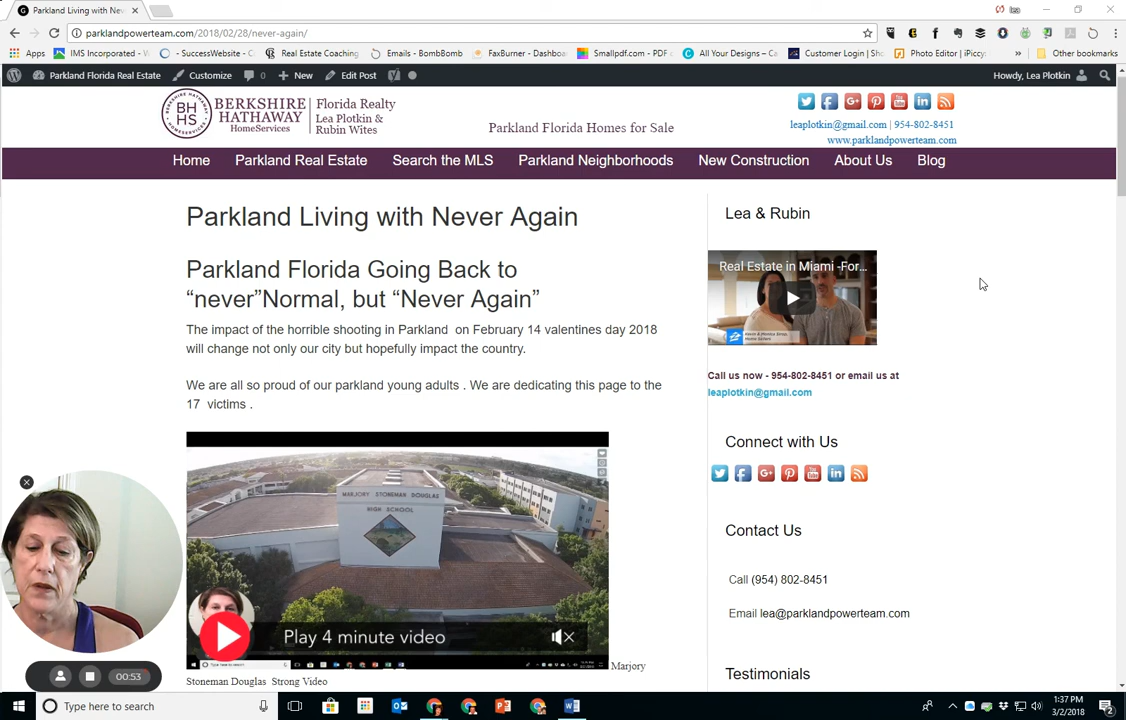 Parkland Living with Nev
Lea
parklandpowerteam.com/2018/02/28/never-again/
Apps
IMS Incorporated -
- SuccessWebsite - C
Real Estate Coaching
Emails - BombBomb
FaxBurner - Dashboa
Smallpdf.com - PDF
All Your Designs – Ca
Customer Login | Sh
Photo Editor | iPiccy
»
Other bookmarks
Parkland Florida Real Estate
Customize
0
New
Edit Post
Howdy, Lea Plotkin
BH
HS
BERKSHIRE
HATHAWAY
HomeServices
Florida Realty
Lea Plotkin &
Rubin Wites
Parkland Florida Homes for Sale
leaplotkin@gmail.com | 954-802-8451
www.parklandpowerteam.com
Home
Parkland Real Estate
Search the MLS
Parkland Neighborhoods
New Construction
About Us
Blog
Parkland Living with Never Again
Parkland Florida Going Back to
“never”Normal, but “Never Again”
The impact of the horrible shooting in Parkland on February 14 valentines day 2018
will change not only our city but hopefully impact the country.
We are all so proud of our parkland young adults . We are dedicating this page to the
17 victims .
MARJORY STONEMAN DOUGLAS
HIGH SCHOOL
Play 4 minute video
Marjory
Stoneman Douglas Strong Video
Lea & Rubin
Real Estate in Miami -For...
Call us now - 954-802-8451 or email us at
leaplotkin@gmail.com
Connect with Us
Contact Us
Call (954) 802-8451
Email lea@parklandpowerteam.com
Testimonials
00:53
Type here to search
1:37 PM
3/2/2018
2